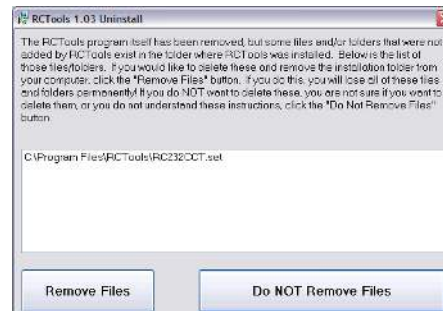 RCTools 1.03 Uninstall
The RCTools program itself has been removed, but some files and/or folders that were not
added by RCTools exist in the folder where RCTools was installed. Below is the list of
those files/folders. If you would like to delete these and remove the installation folder from
your computer, click the "Remove Files" button. If you do this, you will lose all of these files
and folders permanently! If you do NOT want to delete these, you are not sure if you want to
delete them, or you do not understand these instructions, click the "Do Not Remove Files"
button.
C:\Program Files\RCTools\RC232CCT.set
Remove Files
Do NOT Remove Files